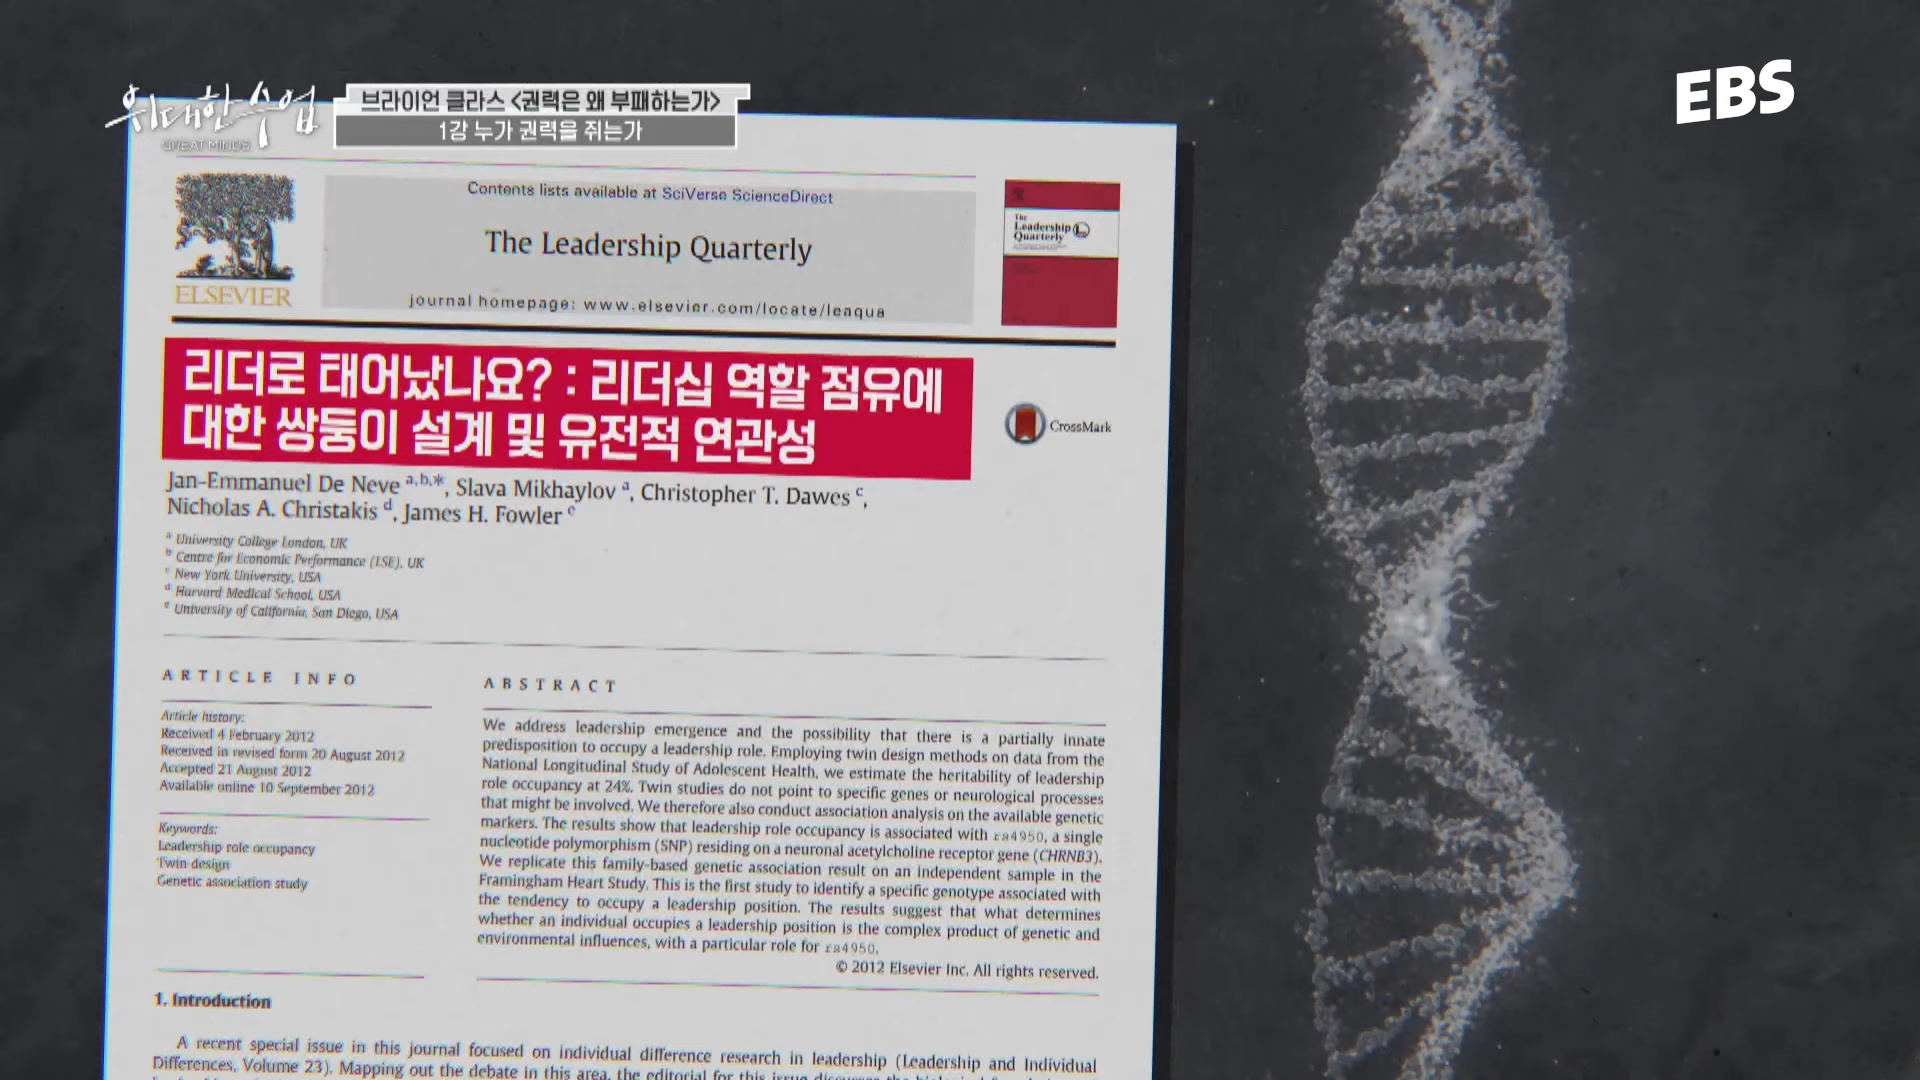 위대한 수업
GREAT MINDS
브라이언 클라스 <권력은 왜 부패하는가>
1강 누가 권력을 쥐는가
EBS
Contents lists available at SciVerse ScienceDirect
The Leadership Quarterly
journal homepage: www.elsevier.com/locate/leaqua
ELSEVIER
The
Leadership
Quarterly
리더로 태어났나요? : 리더십 역할 점유에
대한 쌍둥이 설계 및 유전적 연관성
CrossMark
Jan-Emmanuel De Neve a,b,*, Slava Mikhaylov a, Christopher T. Dawes c,
Nicholas A. Christakis d, James H. Fowler e
a University College London, UK
b Centre for Economic Performance (LSE), UK
c New York University, USA
d Harvard Medical School, USA
e University of California, San Diego, USA
ARTICLE INFO
Article history:
Received 4 February 2012
Received in revised form 20 August 2012
Accepted 21 August 2012
Available online 10 September 2012
Keywords:
Leadership role occupancy
Twin design
Genetic association study
ABSTRACT
We address leadership emergence and the possibility that there is a partially innate
predisposition to occupy a leadership role. Employing twin design methods on data from the
National Longitudinal Study of Adolescent Health, we estimate the heritability of leadership
role occupancy at 24%. Twin studies do not point to specific genes or neurological processes
that might be involved. We therefore also conduct association analysis on the available genetic
markers. The results show that leadership role occupancy is associated with rs4950, a single
nucleotide polymorphism (SNP) residing on a neuronal acetylcholine receptor gene (CHRNB3).
We replicate this family-based genetic association result on an independent sample in the
Framingham Heart Study. This is the first study to identify a specific genotype associated with
the tendency to occupy a leadership position. The results suggest that what determines
whether an individual occupies a leadership position is the complex product of genetic and
environmental influences, with a particular role for rs4950.
© 2012 Elsevier Inc. All rights reserved.
1. Introduction
A recent special issue in this journal focused on individual difference research in leadership (Leadership and Individual
Differences, Volume 23). Mapping out the debate in this area, the editorial for this issue